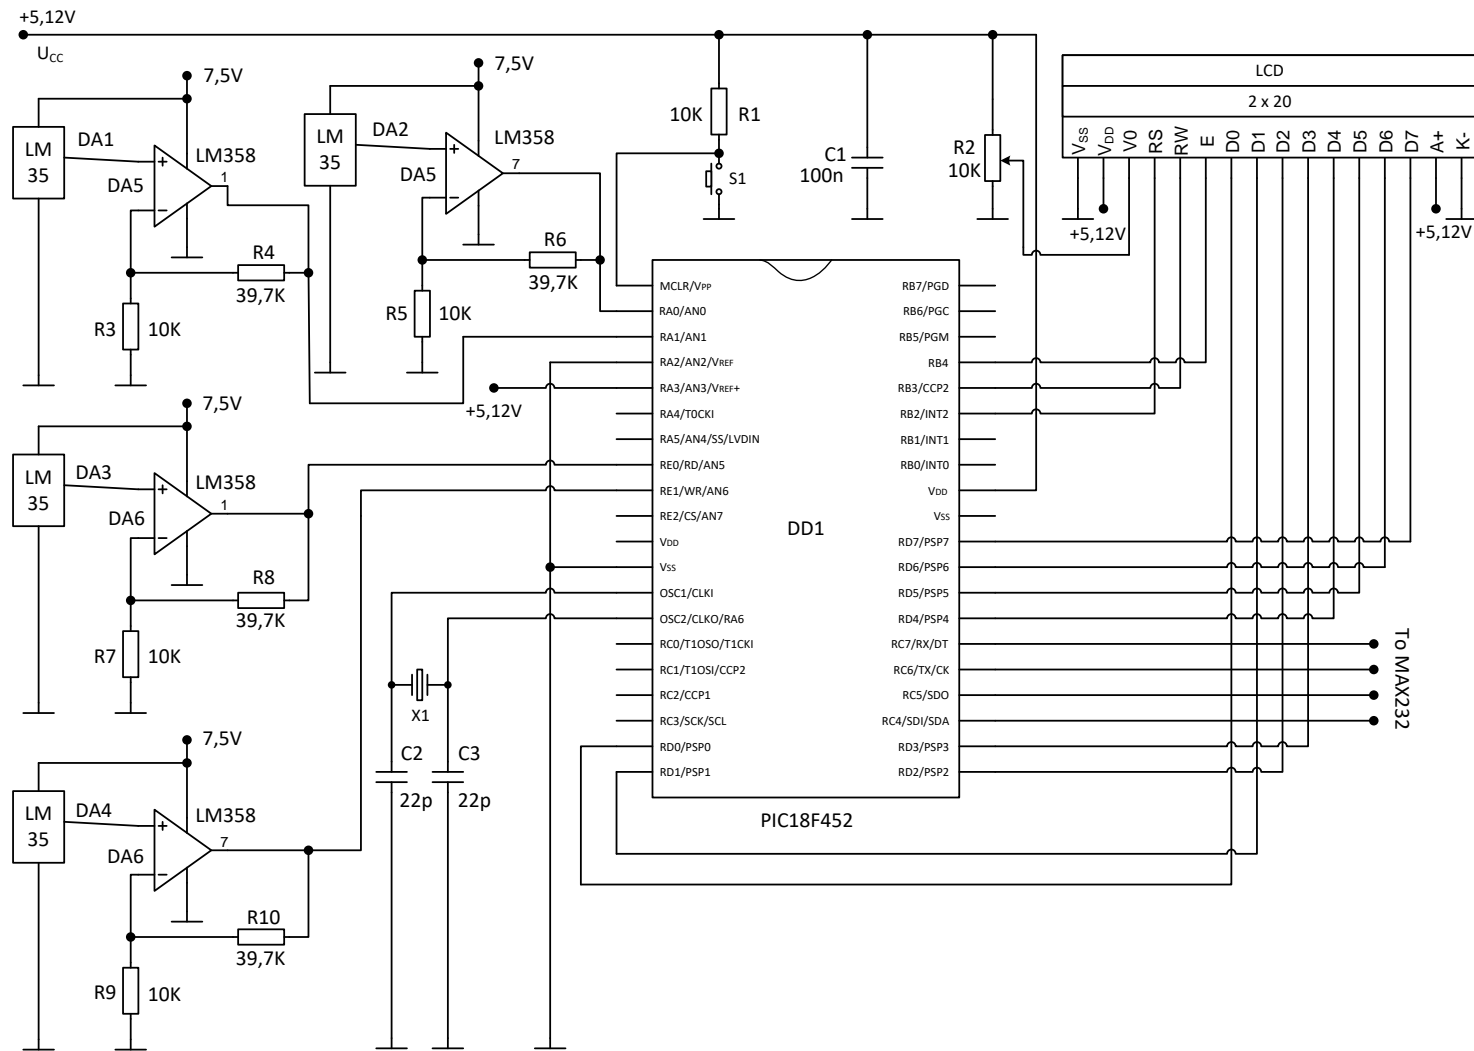 +5,12V
UCC
7,5V
LM
35
DA1
LM358
DA5
1
R4
39,7K
R3
10K
7,5V
LM
35
DA2
LM358
DA5
7
R6
39,7K
R5
10K
10K
R1
S1
C1
100n
R2
10K
LCD
2 x 20
VSS
VDD
V0
RS
RW
E
D0
D1
D2
D3
D4
D5
D6
D7
A+
K-
+5,12V
+5,12V
7,5V
LM
35
DA3
LM358
DA6
1
R8
39,7K
R7
10K
7,5V
LM
35
DA4
LM358
DA6
7
R10
39,7K
R9
10K
+5,12V
X1
C2
22p
C3
22p
MCLR/VPP
RA0/AN0
RA1/AN1
RA2/AN2/VREF
RA3/AN3/VREF+
RA4/T0CKI
RA5/AN4/SS/LVDIN
RE0/RD/AN5
RE1/WR/AN6
RE2/CS/AN7
VDD
VSS
OSC1/CLKI
OSC2/CLKO/RA6
RC0/T1OSO/T1CKI
RC1/T1OSI/CCP2
RC2/CCP1
RC3/SCK/SCL
RD0/PSP0
RD1/PSP1
DD1
RB7/PGD
RB6/PGC
RB5/PGM
RB4
RB3/CCP2
RB2/INT2
RB1/INT1
RB0/INT0
VDD
VSS
RD7/PSP7
RD6/PSP6
RD5/PSP5
RD4/PSP4
RC7/RX/DT
RC6/TX/CK
RC5/SDO
RC4/SDI/SDA
RD3/PSP3
RD2/PSP2
PIC18F452
To MAX232